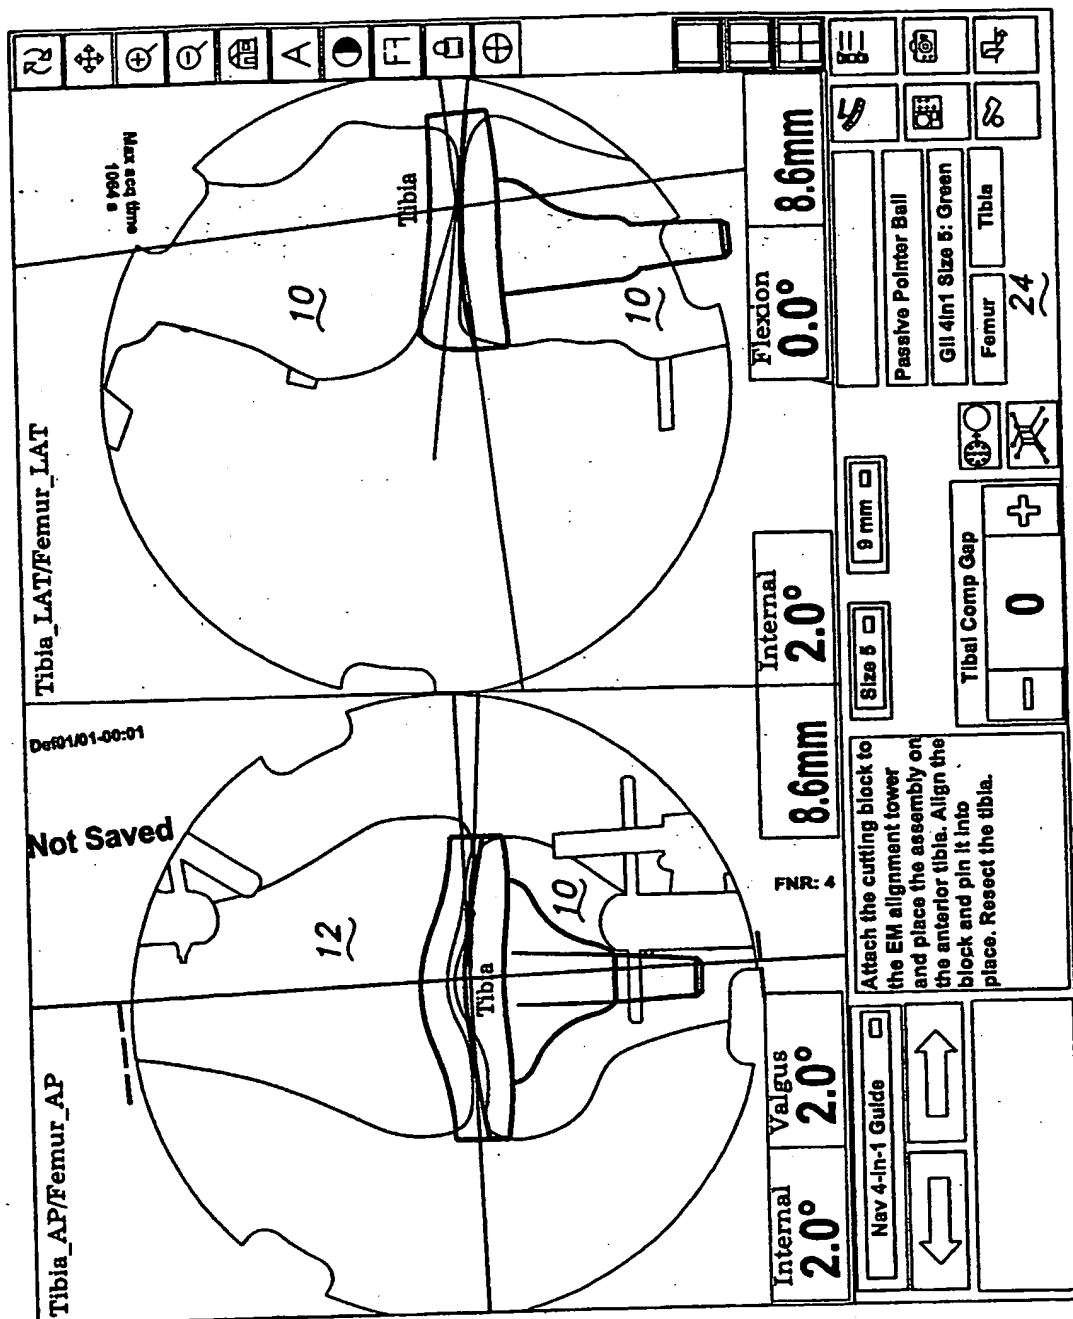 Tibia_AP/Femur_AP
Not Saved
Def01/01-00:01
Tibia_LAT/Femur_LAT
Max acq time
1064 s
12
10
Tibia
10
Tibia
10
FNR: 4
Internal
2.0°
Valgus
2.0°
8.6mm
Internal
2.0°
Flexion
0.0°
8.6mm
Nav 4-in-1 Guide
Attach the cutting block to
the EM alignment tower
and place the assembly on
the anterior tibia. Align the
block and pin it into
place. Resect the tibia.
Size 5
9 mm
Tibal Comp Gap
0
Passive Pointer Ball
GII 4in1 Size 5: Green
Femur
Tibia
24
A